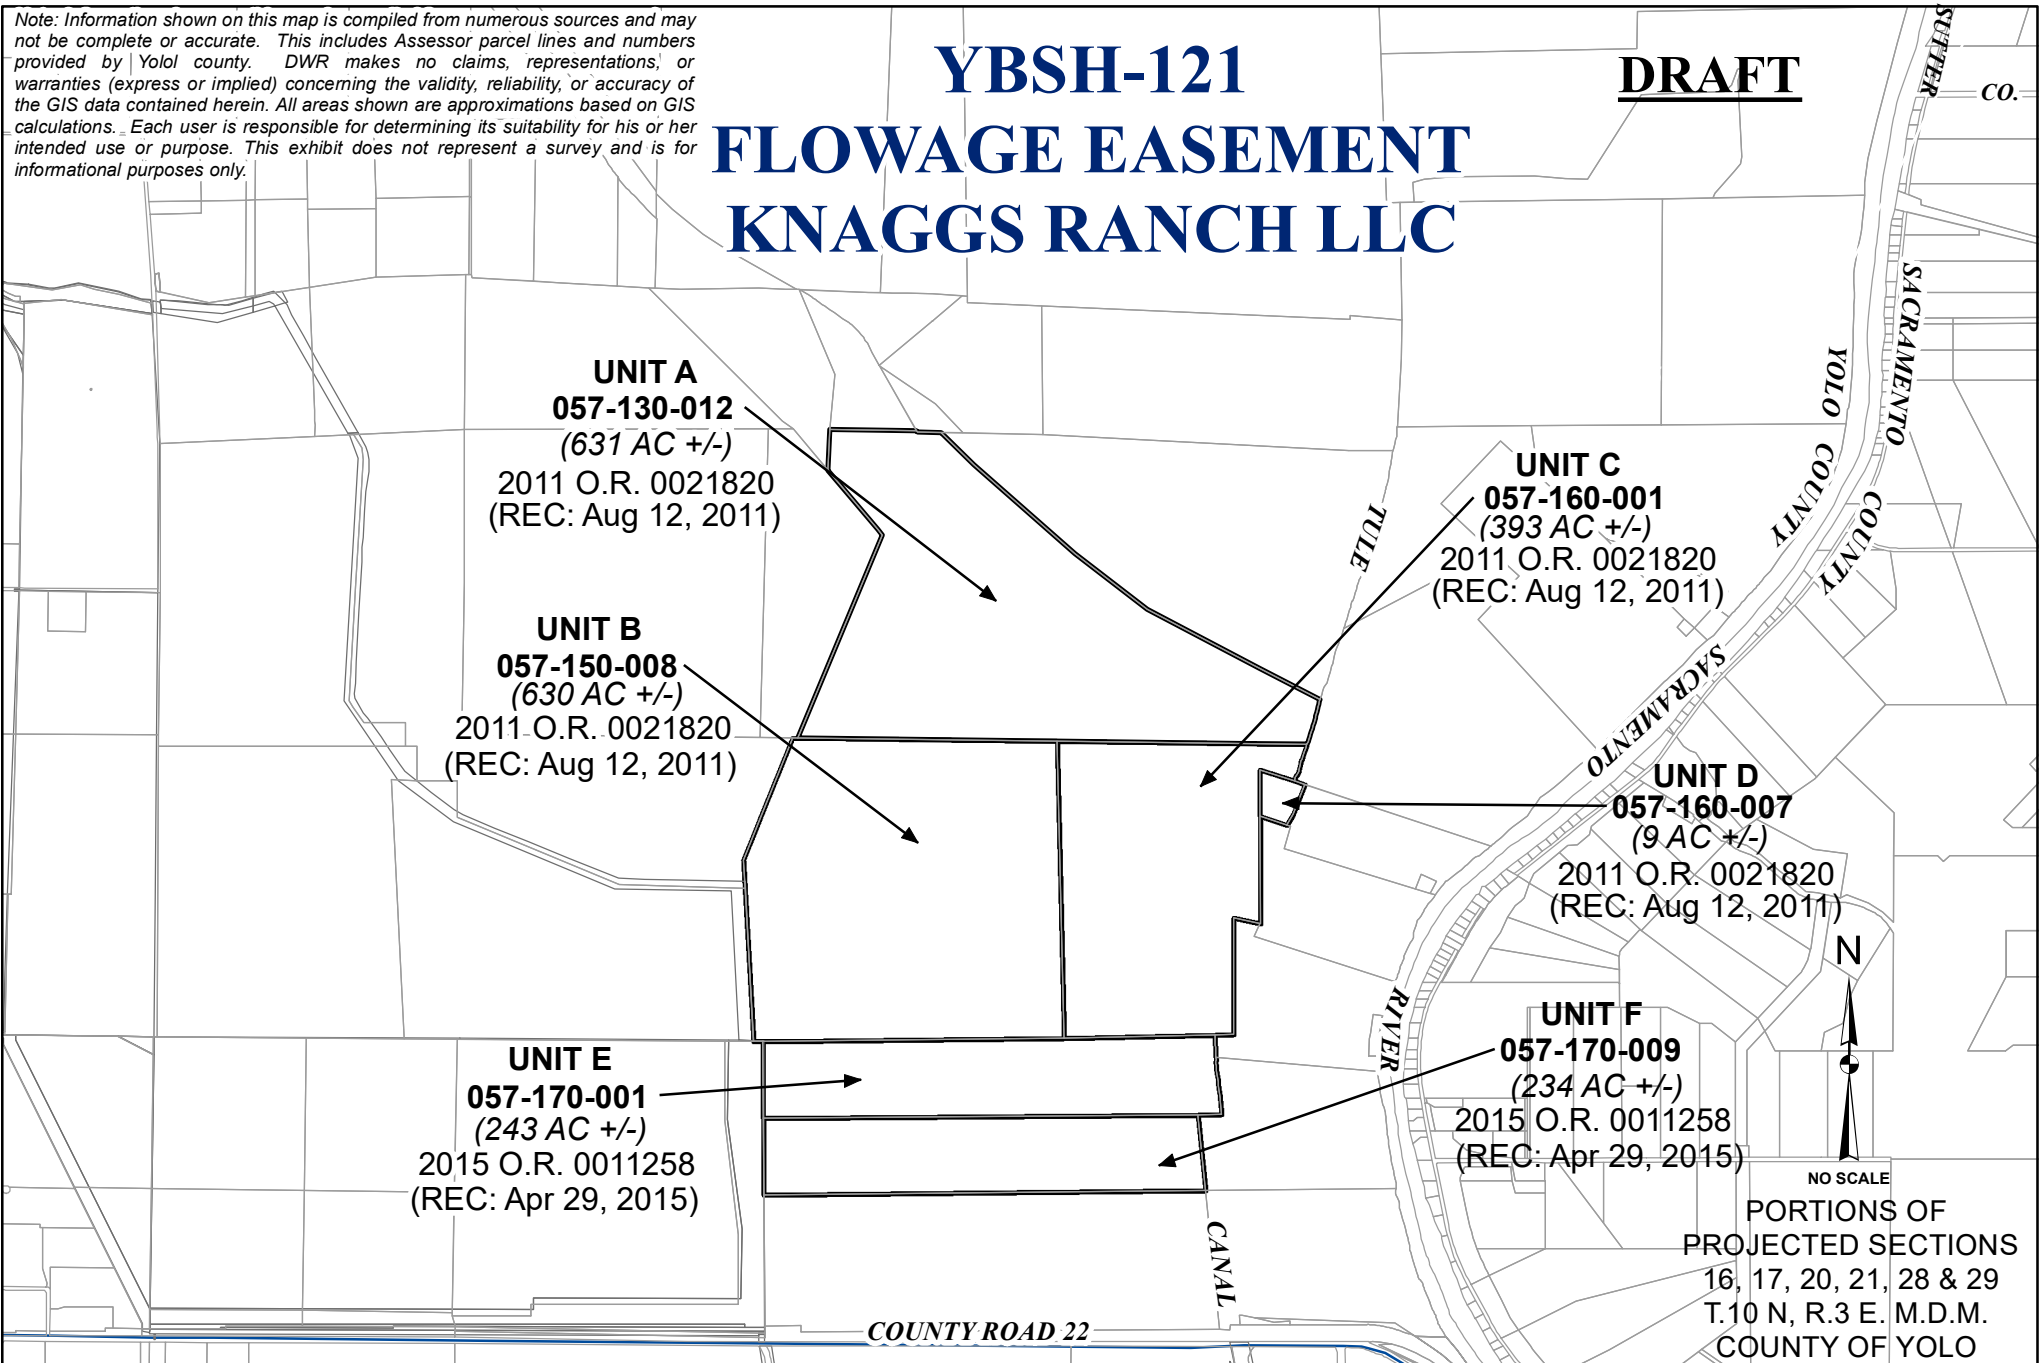 Note: Information shown on this map is compiled from numerous sources and may
not be complete or accurate. This includes Assessor parcel lines and numbers
provided by Yolol county. DWR makes no claims, representations, or
warranties (express or implied) concerning the validity, reliability, or accuracy of
the GIS data contained herein. All areas shown are approximations based on GIS
calculations. Each user is responsible for determining its suitability for his or her
intended use or purpose. This exhibit does not represent a survey and is for
informational purposes only.
YBSH-121
FLOWAGE EASEMENT
KNAGGS RANCH LLC
DRAFT
SUTTER
CO.
SACRAMENTO
COUNTY
YOLO
COUNTY
UNIT A
057-130-012
(631 AC +/-)
2011 O.R. 0021820
(REC: Aug 12, 2011)
UNIT C
057-160-001
(393 AC +/-)
2011 O.R. 0021820
(REC: Aug 12, 2011)
TULE
UNIT B
057-150-008
(630 AC +/-)
2011 O.R. 0021820
(REC: Aug 12, 2011)
SACRAMENTO
UNIT D
057-160-007
(9 AC +/-)
2011 O.R. 0021820
(REC: Aug 12, 2011)
N
RIVER
UNIT E
057-170-001
(243 AC +/-)
2015 O.R. 0011258
(REC: Apr 29, 2015)
UNIT F
057-170-009
(234 AC +/-)
2015 O.R. 0011258
(REC: Apr 29, 2015)
NO SCALE
CANAL
COUNTY ROAD 22
PORTIONS OF
PROJECTED SECTIONS
16, 17, 20, 21, 28 & 29
T.10 N, R.3 E. M.D.M.
COUNTY OF YOLO